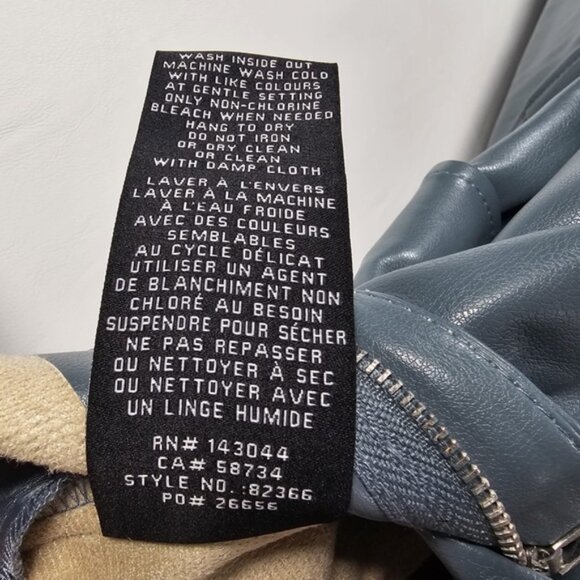 WASH INSIDE OUT
MACHINE WASH COLD
WITH LIKE COLOURS
AT GENTLE SETTING
ONLY NON-CHLORINE
BLEACH WHEN NEEDED
HANG TO DRY
DO NOT IRON
OR DRY CLEAN
OR CLEAN
WITH DAMP CLOTH
LAVER À L'ENVERS
LAVER À LA MACHINE
À L'EAU FROIDE
AVEC DES COULEURS
SEMBLABLES
AU CYCLE DÉLICAT
UTILISER UN AGENT
DE BLANCHIMENT NON
CHLORÉ AU BESOIN
SUSPENDRE POUR SÉCHER
NE PAS REPASSER
OU NETTOYER À SEC
OU NETTOYER AVEC
UN LINGE HUMIDE
RN# 143044
CA# 58734
STYLE NO. :82366
PO# 26656